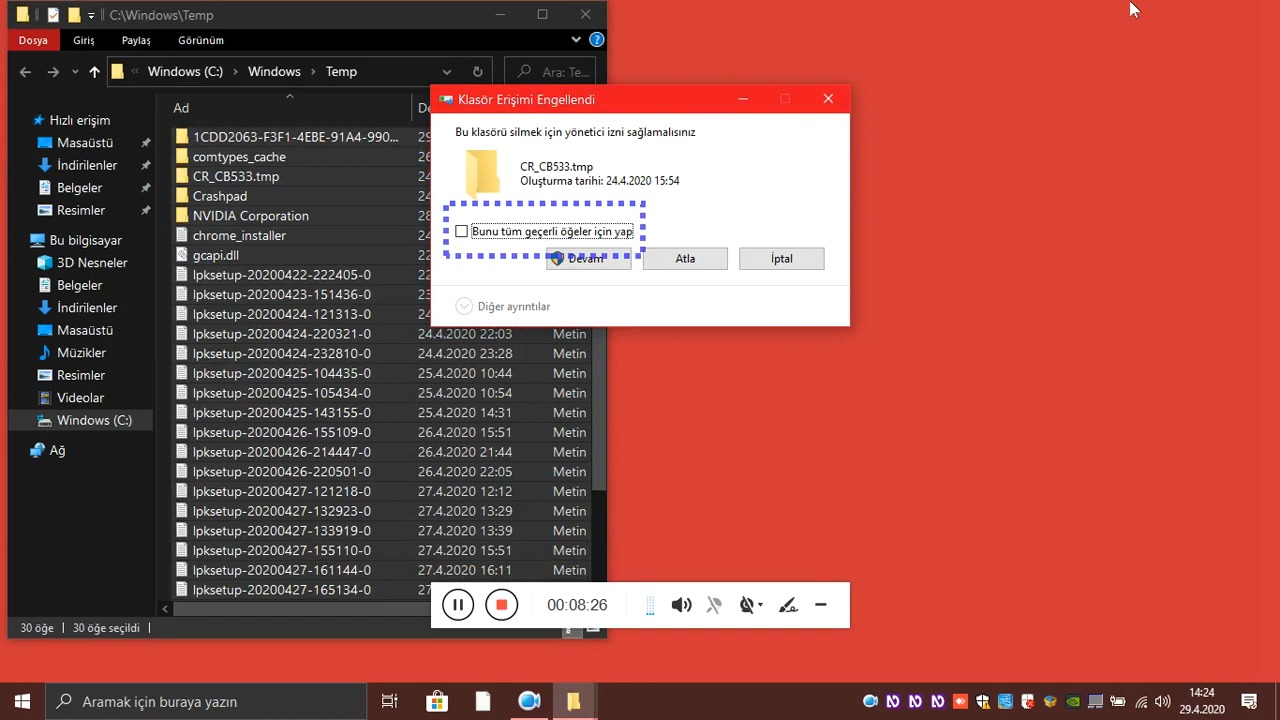 C:\Windows\Temp
Dosya Giriş Paylaş Görünüm
« Windows (C:) > Windows > Temp
Ara: Te...
Ad
Hızlı erişim
Masaüstü
İndirilenler
Belgeler
Resimler
Bu bilgisayar
3D Nesneler
Belgeler
İndirilenler
Masaüstü
Müzikler
Resimler
Videolar
Windows (C:)
Ağ
1CDD2063-F3F1-4EBE-91A4-990...
comtypes_cache
CR_CB533.tmp
Crashpad
NVIDIA Corporation
chrome_installer
gcapi.dll
lpksetup-20200422-222405-0
lpksetup-20200423-151436-0
lpksetup-20200424-121313-0
lpksetup-20200424-220321-0 24.4.2020 22:03 Metin
lpksetup-20200424-232810-0 24.4.2020 23:28 Metin
lpksetup-20200425-104435-0 25.4.2020 10:44 Metin
lpksetup-20200425-105434-0 25.4.2020 10:54 Metin
lpksetup-20200425-143155-0 25.4.2020 14:31 Metin
lpksetup-20200426-155109-0 26.4.2020 15:51 Metin
lpksetup-20200426-214447-0 26.4.2020 21:44 Metin
lpksetup-20200426-220501-0 26.4.2020 22:05 Metin
lpksetup-20200427-121218-0 27.4.2020 12:12 Metin
lpksetup-20200427-132923-0 27.4.2020 13:29 Metin
lpksetup-20200427-133919-0 27.4.2020 13:39 Metin
lpksetup-20200427-155110-0 27.4.2020 15:51 Metin
lpksetup-20200427-161144-0 27.4.2020 16:11 Metin
lpksetup-20200427-165134-0
30 öğe 30 öğe seçildi
Klasör Erişimi Engellendi
Bu klasörü silmek için yönetici izni sağlamalısınız
CR_CB533.tmp
Oluşturma tarihi: 24.4.2020 15:54
Bunu tüm geçerli öğeler için yap
Devam Atla İptal
Diğer ayrıntılar
00:08:26
Aramak için buraya yazın
14:24
29.4.2020